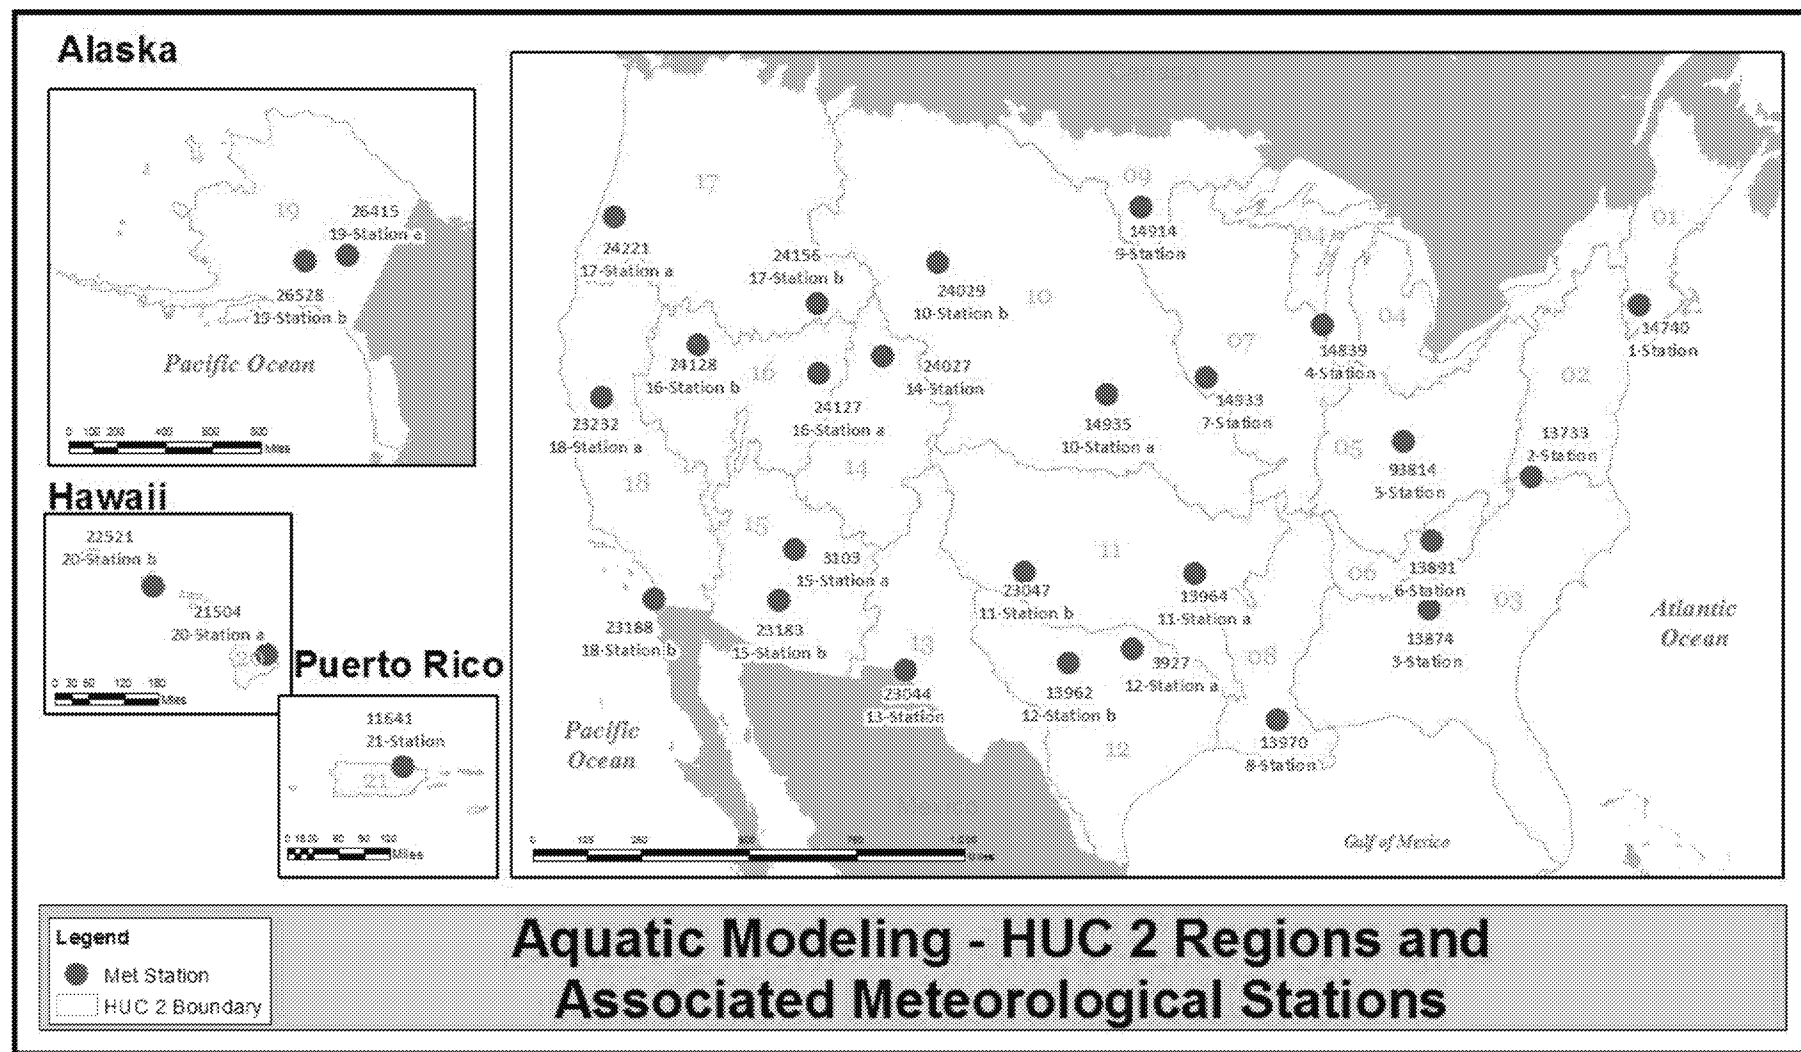 Alaska
19
26415
19-Station a
26528
19-Station b
Pacific Ocean
Miles
Hawaii
22521
20-Station b
21504
20-Station a
Miles
Puerto Rico
11641
21-Station
21
Miles
17
09
01
04
24221
17-Station a
24156
17-Station b
14914
9-Station
24029
10-Station b
10
04
07
14740
1-Station
02
24128
16-Station b
16
24027
14-Station
14839
4-Station
23232
18-Station a
24127
16-Station a
14935
10-Station a
14933
7-Station
05
93814
5-Station
13733
2-Station
18
14
15
11
3103
15-Station a
23047
11-Station b
13964
11-Station a
06
13891
6-Station
03
Atlantic
Ocean
23188
18-Station b
23183
15-Station b
13
08
13874
3-Station
3927
12-Station a
23044
13-Station
13962
12-Station b
Pacific
Ocean
12
13970
8-Station
Gulf of Mexico
Legend
Met Station
HUC 2 Boundary
Aquatic Modeling - HUC 2 Regions and
Associated Meteorological Stations